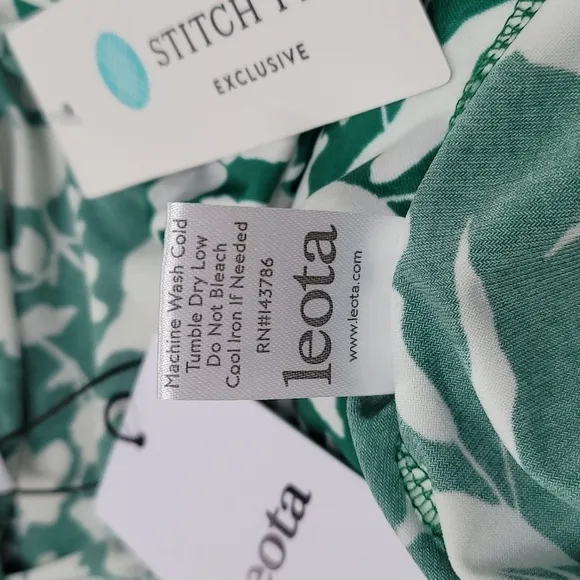 STITCH
EXCLUSIVE
Machine Wash Cold
Tumble Dry Low
Do Not Bleach
Cool Iron If Needed
RN#143786
leota
www.leota.com
eota